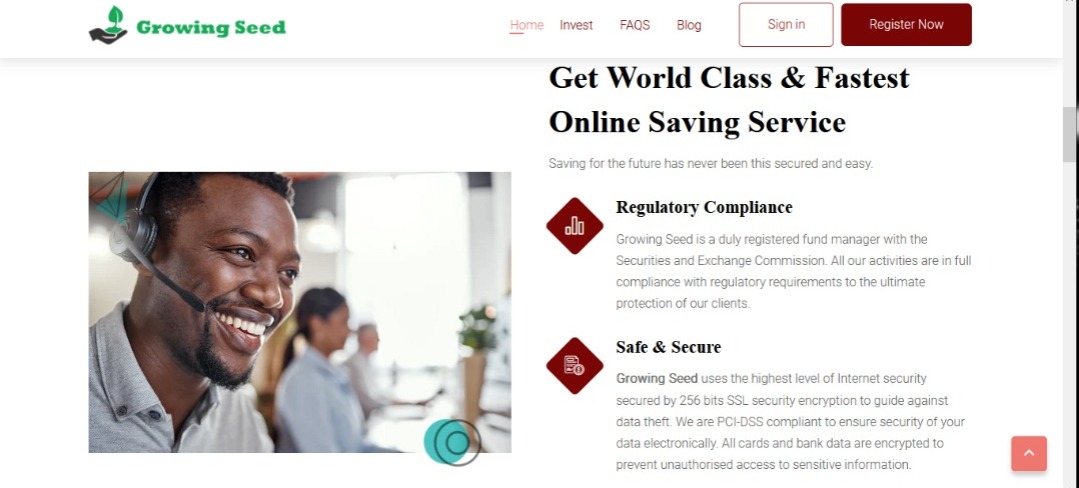 Growing Seed
Home
Invest
FAQS
Blog
Sign in
Register Now
Get World Class & Fastest
Online Saving Service
Saving for the future has never been this secured and easy.
Regulatory Compliance
Growing Seed is a duly registered fund manager with the
Securities and Exchange Commission. All our activities are in full
compliance with regulatory requirements to the ultimate
protection of our clients.
Safe & Secure
Growing Seed uses the highest level of Internet security
secured by 256 bits SSL security encryption to guide against
data theft. We are PCI-DSS compliant to ensure security of your
data electronically. All cards and bank data are encrypted to
prevent unauthorised access to sensitive information.